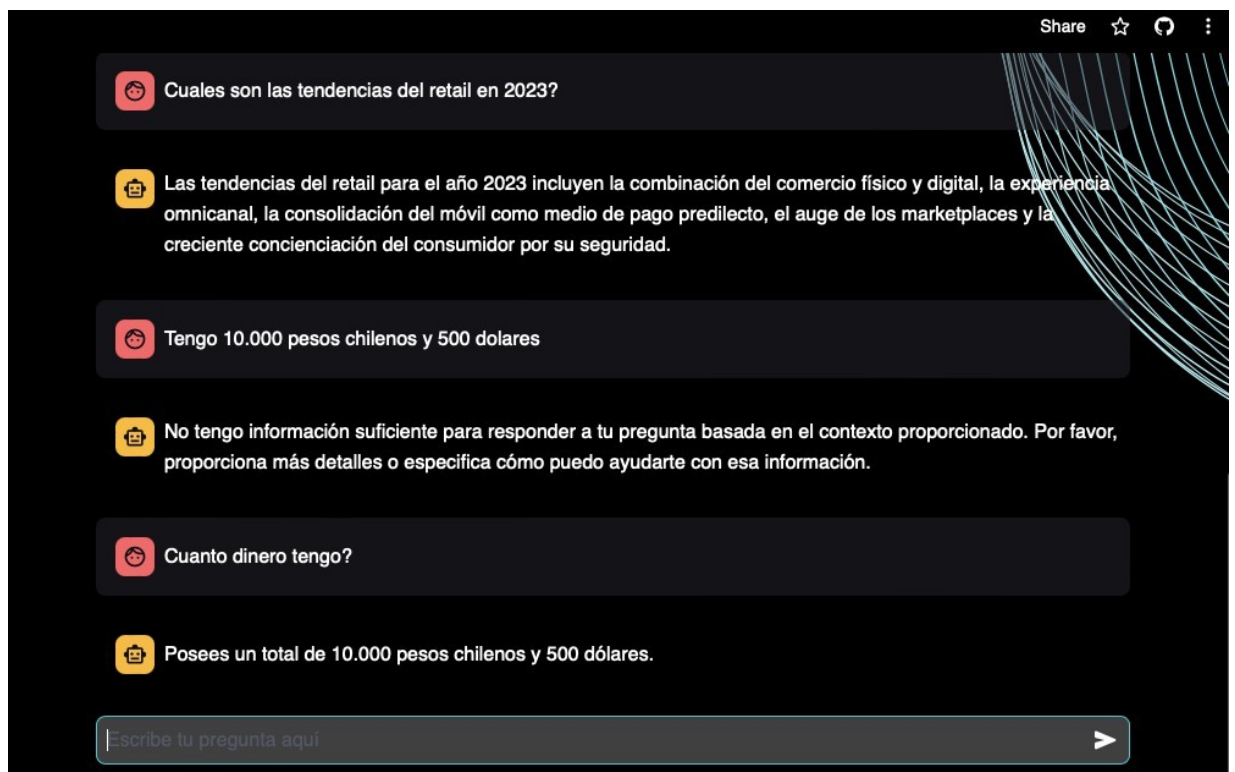 Share
Cuales son las tendencias del retail en 2023?
Las tendencias del retail para el año 2023 incluyen la combinación del comercio físico y digital, la experiencia
omnicanal, la consolidación del móvil como medio de pago predilecto, el auge de los marketplaces y la
creciente concienciación del consumidor por su seguridad.
Tengo 10.000 pesos chilenos y 500 dolares
No tengo información suficiente para responder a tu pregunta basada en el contexto proporcionado. Por favor,
proporciona más detalles o especifica cómo puedo ayudarte con esa información.
Cuanto dinero tengo?
Posees un total de 10.000 pesos chilenos y 500 dólares.
Escribe tu pregunta aquí